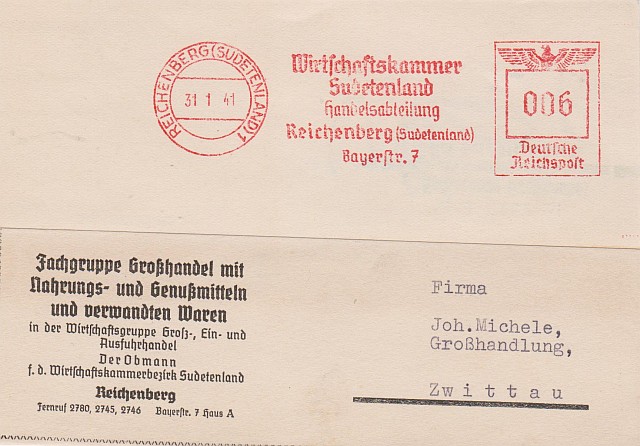 REICHENBERG (SUDETENLAND) 1
31 1 41
Wirtschaftskammer
Sudetenland
Handelsabteilung
Reichenberg (Sudetenland)
Bayerstr. 7
006
Deutsche
Reichspost
Fachgruppe Großhandel mit
Nahrungs- und Genußmitteln
und verwandten Waren
in der Wirtschaftsgruppe Groß-, Ein- und
Ausfuhrhandel
Der Obmann
f. d. Wirtschaftskammerbezirk Sudetenland
Reichenberg
Fernruf 2780, 2745, 2746 Bayerstr. 7 Haus A
Firma
Joh.Michele,
Großhandlung,
Zwittau